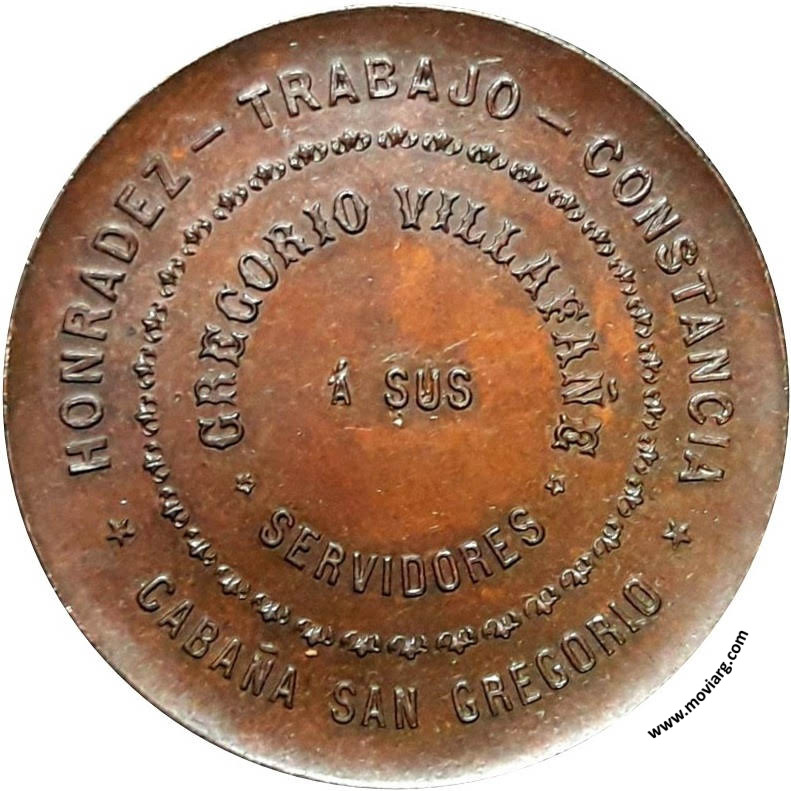 HONRADEZ – TRABAJO – CONSTANCIA
GREGORIO VILLAFAÑE
Á SUS
SERVIDORES
CABAÑA SAN GREGORIO
www.moviarg.com